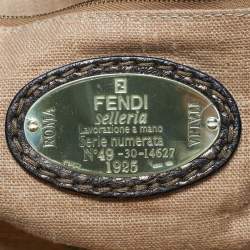 FENDI
selleria
Lavorazione a mano
Serie numerata
N°49-30-14627
1925
ROMA
ITALIA